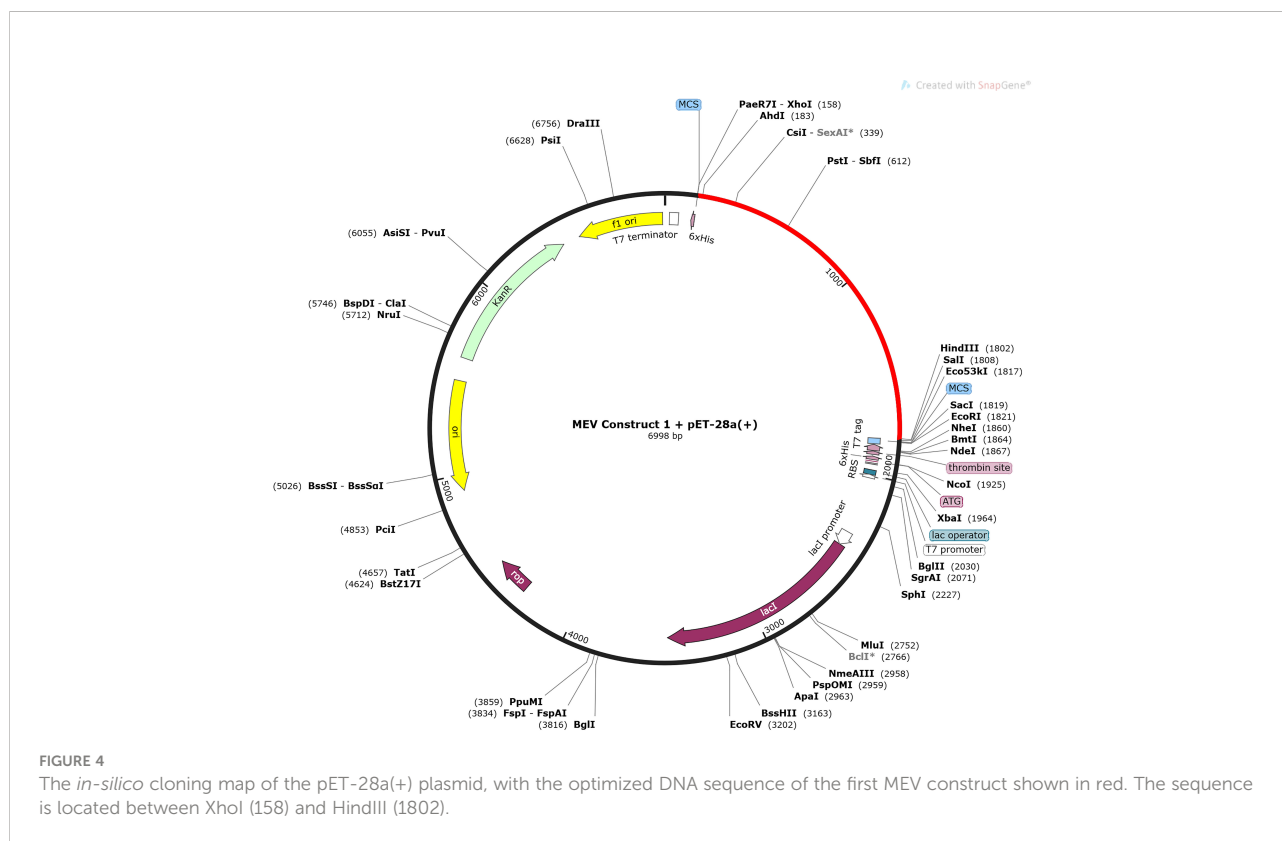 Created with SnapGene®
MCS
PaeR7I - XhoI (158)
AhdI (183)
CsiI - SexAI* (339)
PstI - SbfI (612)
(6756) DraIII
(6628) PsiI
(6055) AsiSI - PvuI
(5746) BspDI - ClaI
(5712) NruI
(5026) BssSI - BssSαI
(4853) PciI
(4657) TatI
(4624) BstZ17I
(3859) PpuMI
(3834) FspI - FspAI
(3816) BglI
f1 ori
T7 terminator
6xHis
KanR
ori
rop
lacI
lacI promoter
RBS
6xHis
T7 tag
1000
2000
3000
4000
5000
6000
MEV Construct 1 + pET-28a(+)
6998 bp
HindIII (1802)
SalI (1808)
Eco53kI (1817)
MCS
SacI (1819)
EcoRI (1821)
NheI (1860)
BmtI (1864)
NdeI (1867)
thrombin site
NcoI (1925)
ATG
XbaI (1964)
lac operator
T7 promoter
BglII (2030)
SgrAI (2071)
SphI (2227)
MluI (2752)
BclI* (2766)
NmeAIII (2958)
PspOMI (2959)
ApaI (2963)
BssHII (3163)
EcoRV (3202)
FIGURE 4
The in-silico cloning map of the pET-28a(+) plasmid, with the optimized DNA sequence of the first MEV construct shown in red. The sequence
is located between XhoI (158) and HindIII (1802).